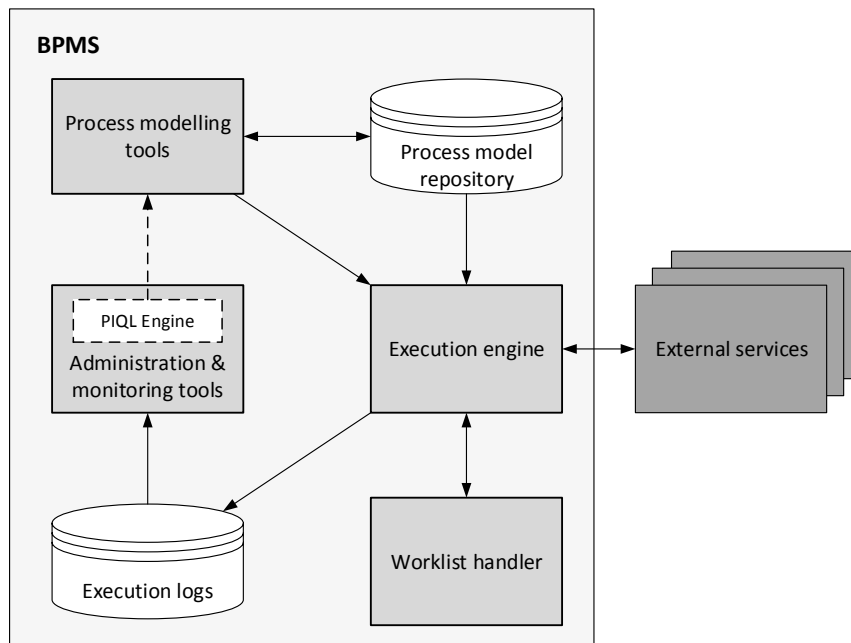 BPMS
Process modelling
tools
Process model
repository
PIQL Engine
Administration &
monitoring tools
Execution engine
External services
Execution logs
Worklist handler